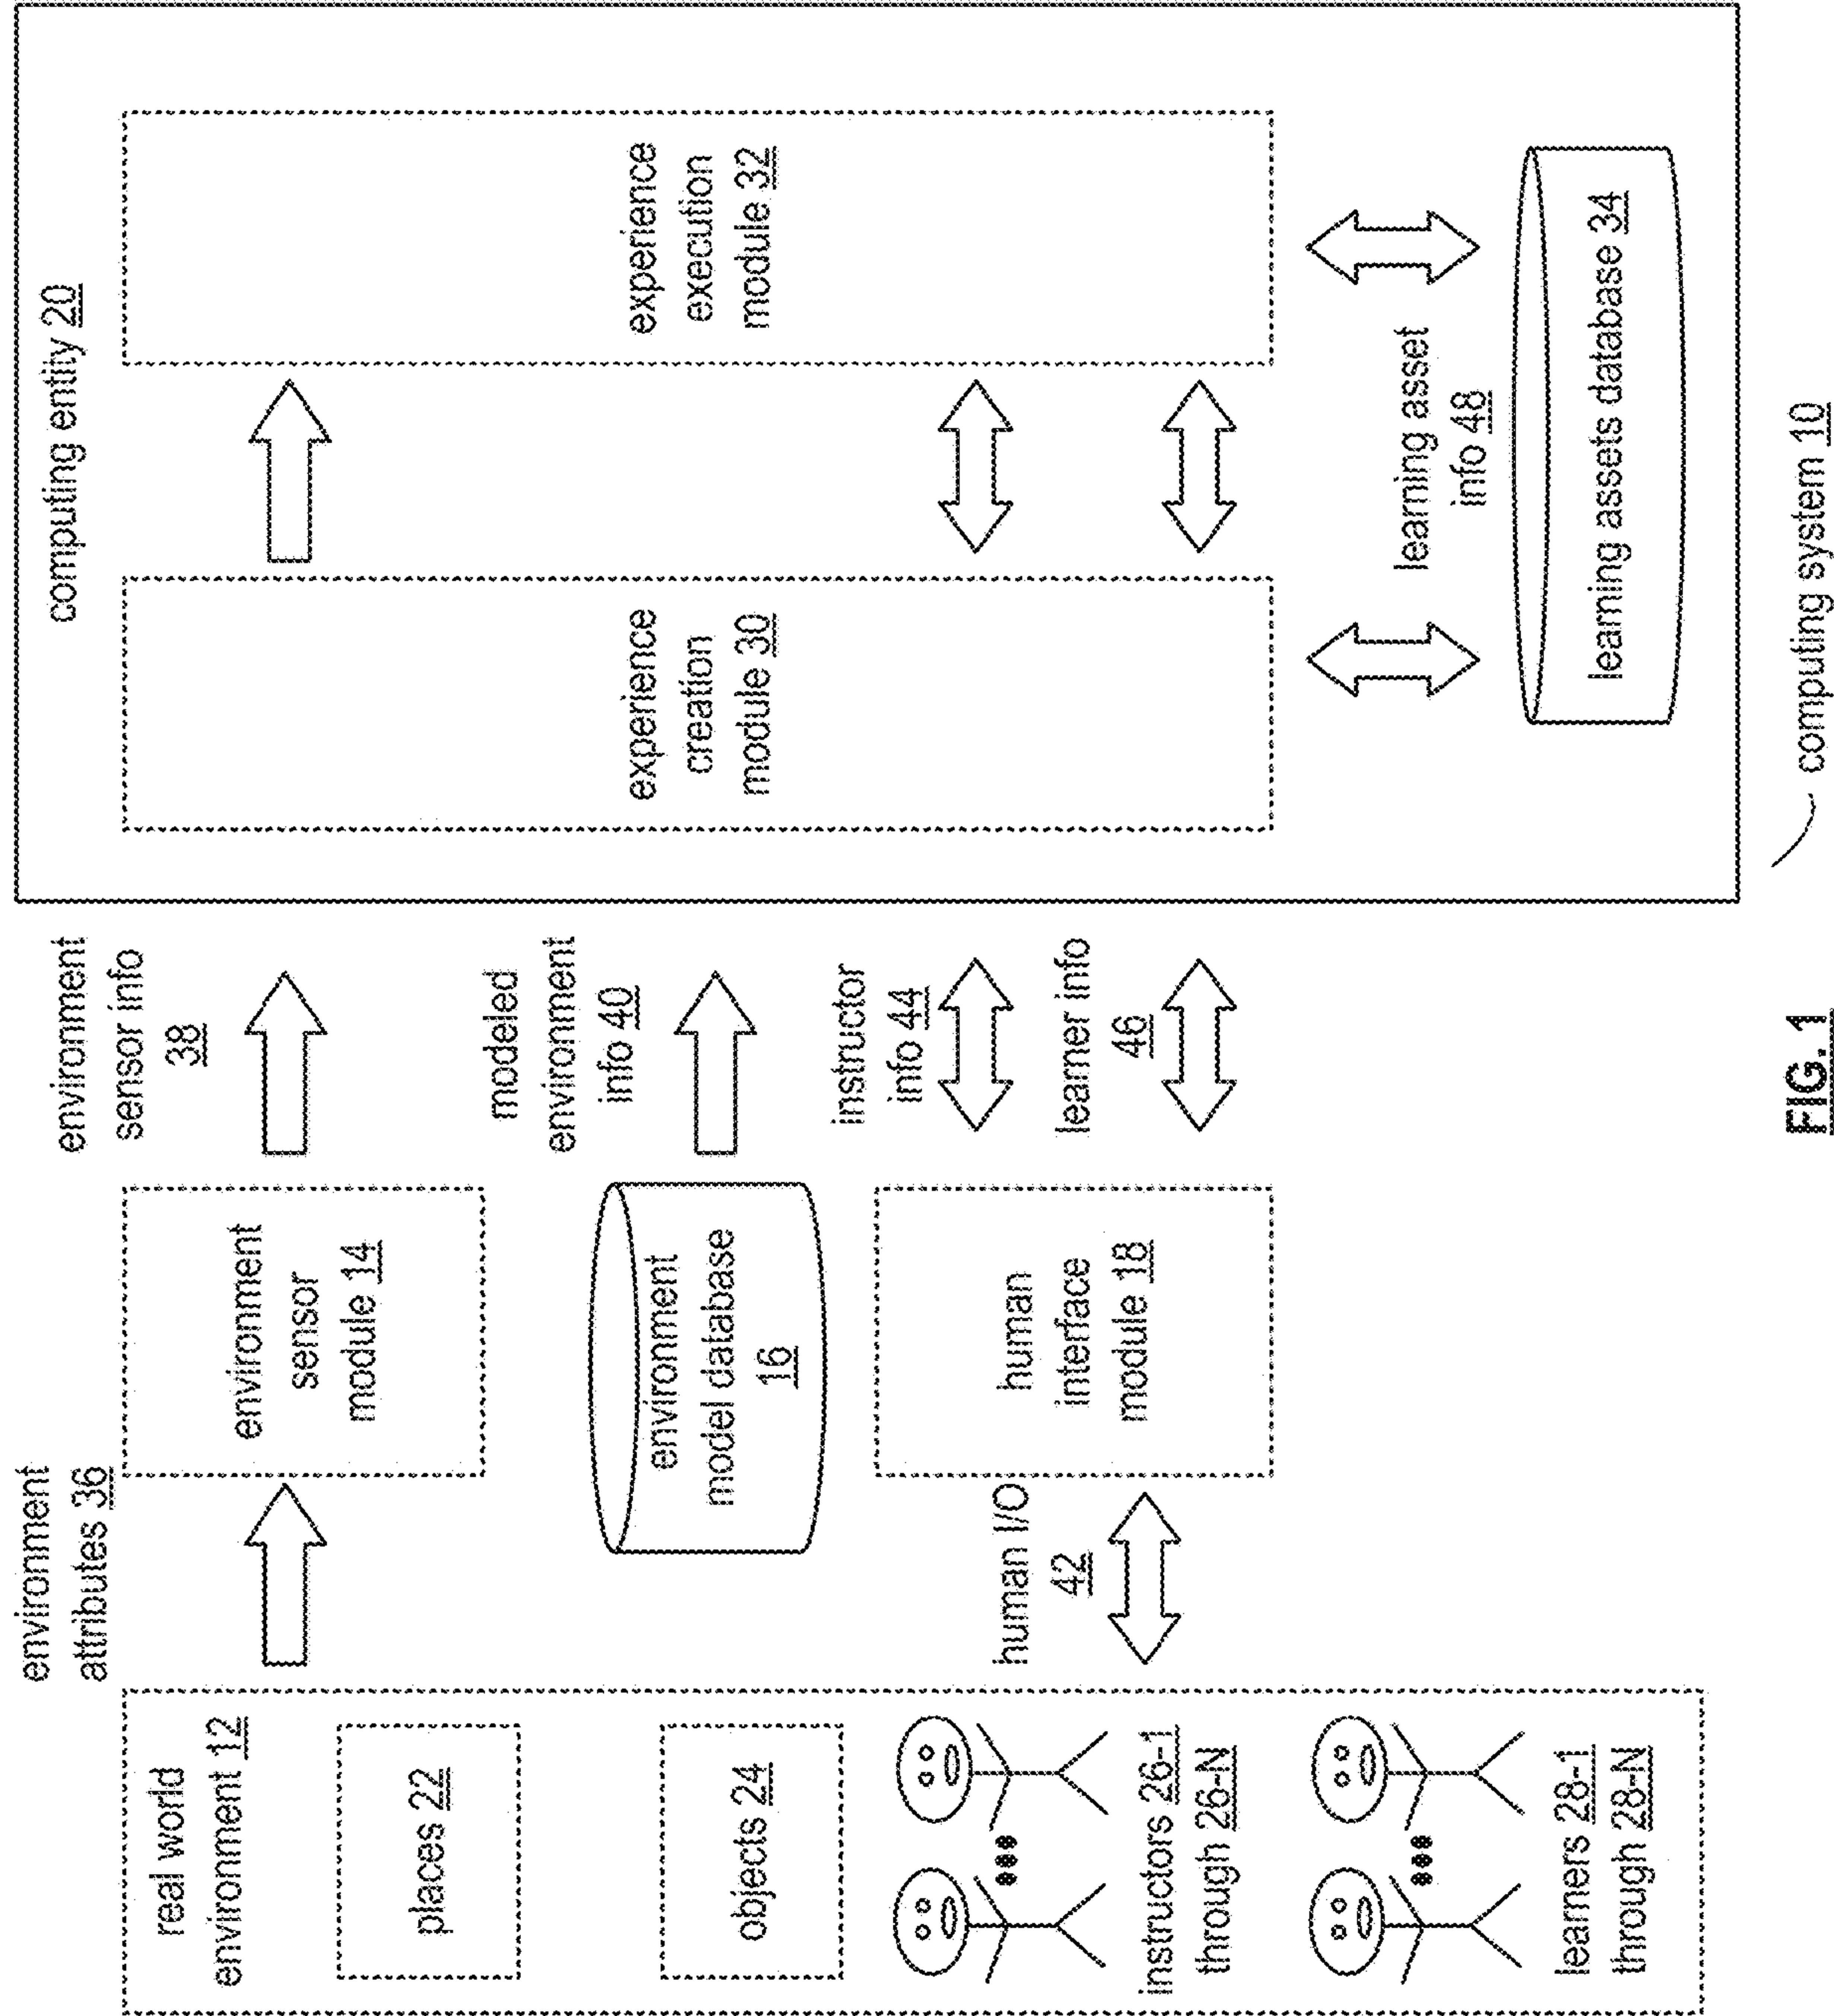 environment
attributes 36
real world
environment 12
places 22
objects 24
instructors 26-1
through 26-N
learners 28-1
through 28-N
environment
sensor
module 14
environment
model database
16
human I/O
42
human
interface
module 18
environment
sensor info
38
modeled
environment
info 40
instructor
info 44
learner info
46
computing entity 20
experience
creation
module 30
experience
execution
module 32
learning asset
info 48
learning assets database 34
computing system 10
FIG. 1